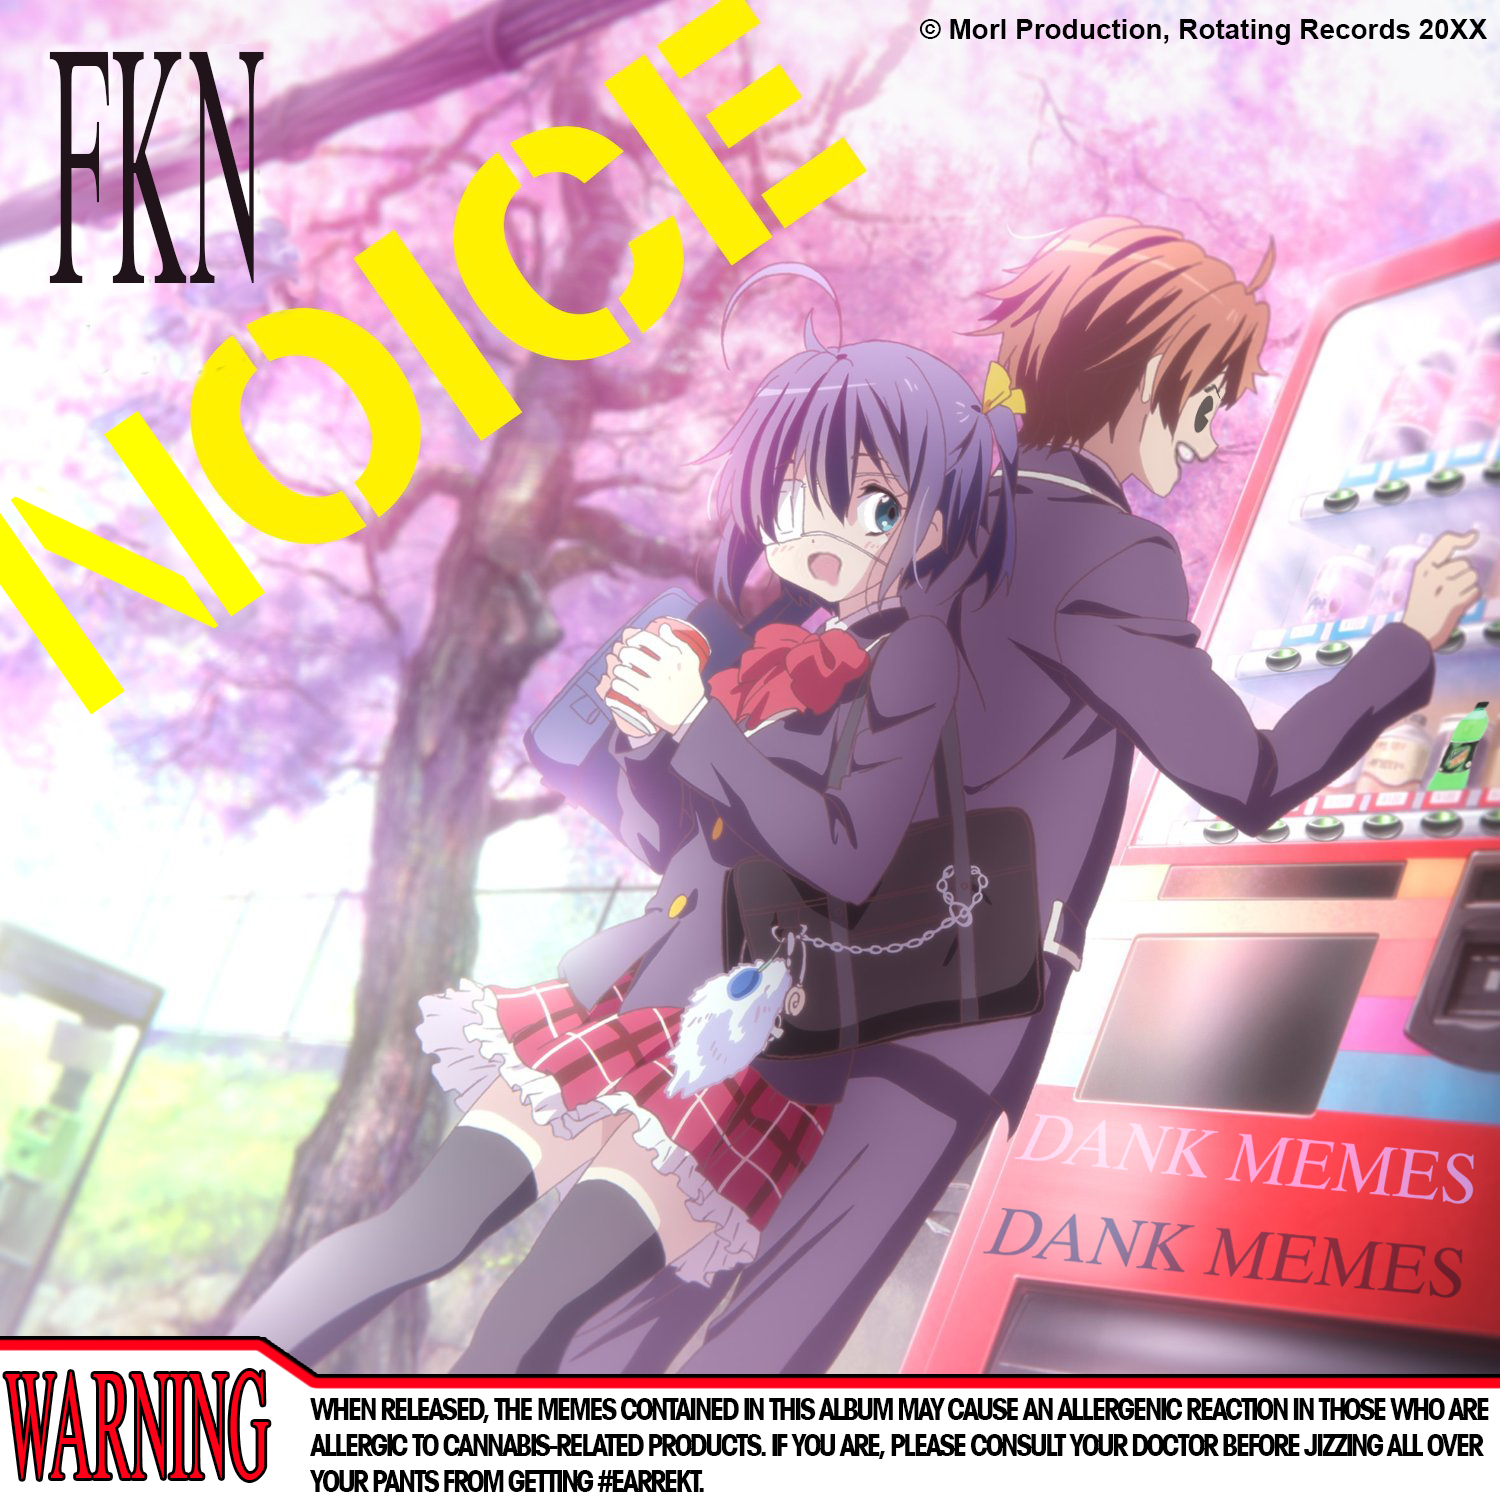 © Morl Production, Rotating Records 20XX
FKN
NOICE
DANK MEMES
DANK MEMES
WARNING
WHEN RELEASED, THE MEMES CONTAINED IN THIS ALBUM MAY CAUSE AN ALLERGENIC REACTION IN THOSE WHO ARE
ALLERGIC TO CANNABIS-RELATED PRODUCTS. IF YOU ARE, PLEASE CONSULT YOUR DOCTOR BEFORE JIZZING ALL OVER
YOUR PANTS FROM GETTING #EARREKT.